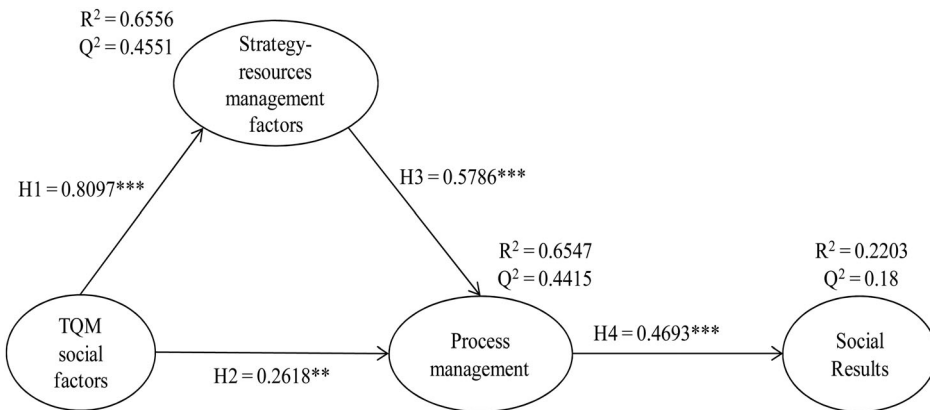 R² = 0.6556
Q² = 0.4551
Strategy-
resources
management
factors
H1 = 0.8097***
H3 = 0.5786***
R² = 0.6547
Q² = 0.4415
R² = 0.2203
Q² = 0.18
TQM
social
factors
H2 = 0.2618**
Process
management
H4 = 0.4693***
Social
Results